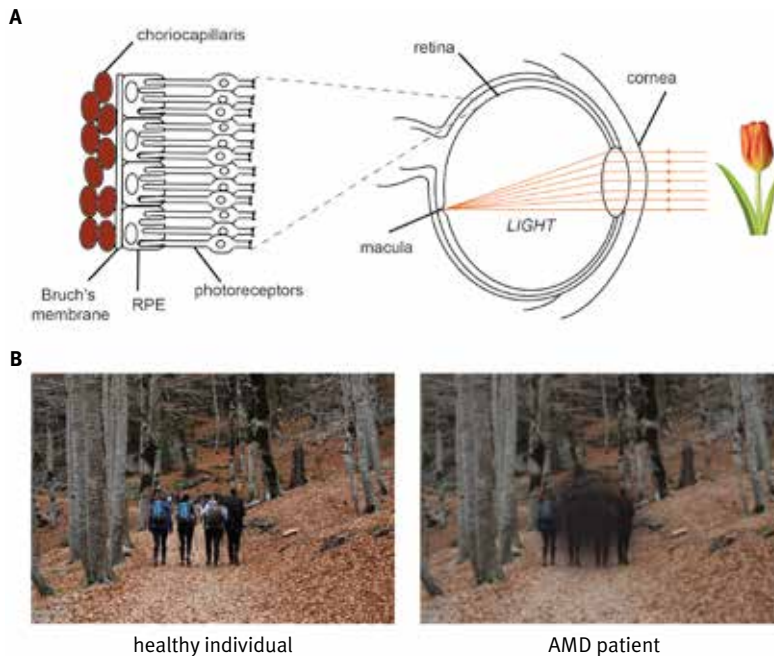 A
choriocapillaris
retina
cornea
macula
LIGHT
Bruch's
membrane
RPE
photoreceptors
B
healthy individual
AMD patient